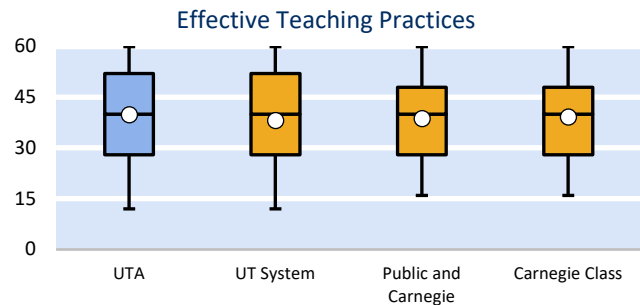 Effective Teaching Practices
60
45
30
15
0
UTA
UT System
Public and
Carnegie
Carnegie Class